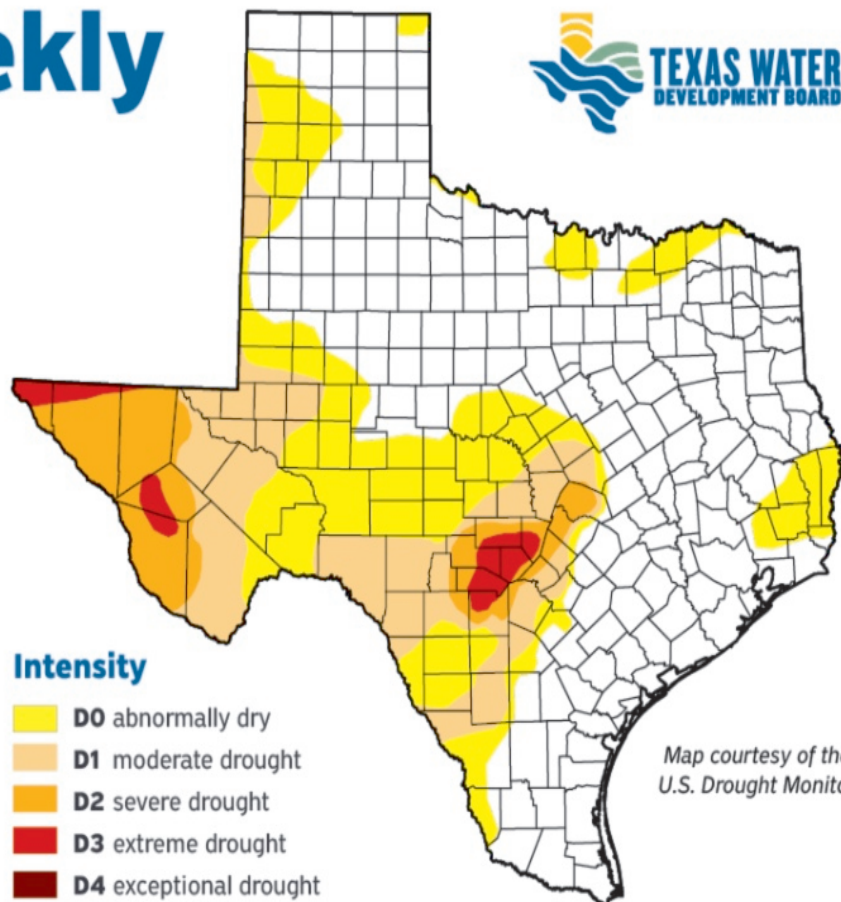 ekly
TEXAS WATER
DEVELOPMENT BOARD
Intensity
D0 abnormally dry
D1 moderate drought
D2 severe drought
D3 extreme drought
D4 exceptional drought
Map courtesy of the
U.S. Drought Monito